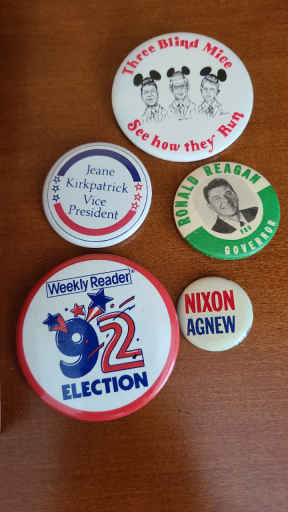 Three Blind Mice
See how they Run
Jeane
Kirkpatrick
Vice
President
RONALD REAGAN
FOR
GOVERNOR
Weekly Reader®
92
ELECTION
NIXON
AGNEW